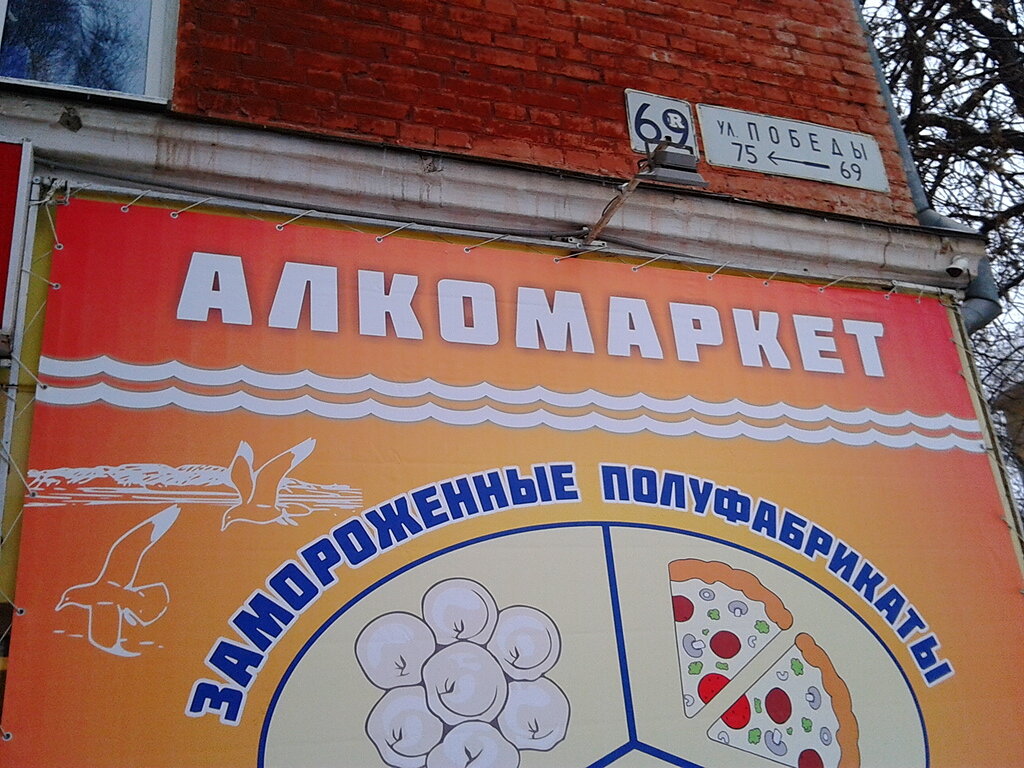 69
R
УЛ. ПОБЕДЫ
75 ← 69
АЛКОМАРКЕТ
ЗАМОРОЖЕННЫЕ ПОЛУФАБРИКАТЫ